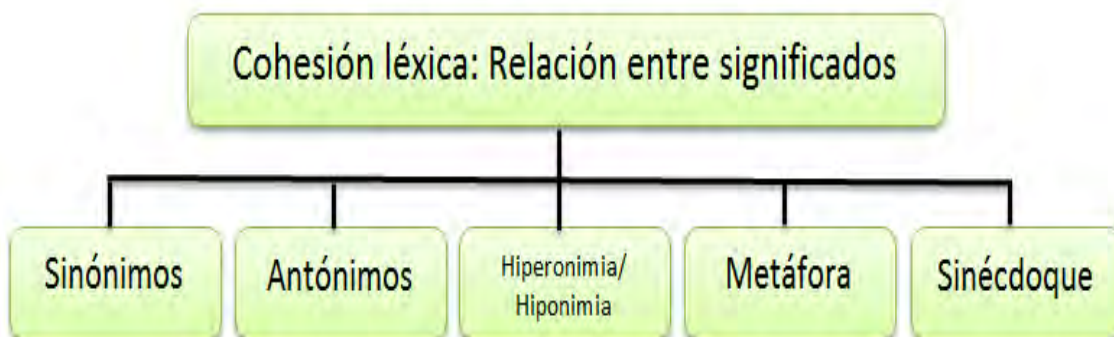 Cohesión léxica: Relación entre significados
Sinónimos
Antónimos
Hiperonimia/
Hiponimia
Metáfora
Sinécdoque